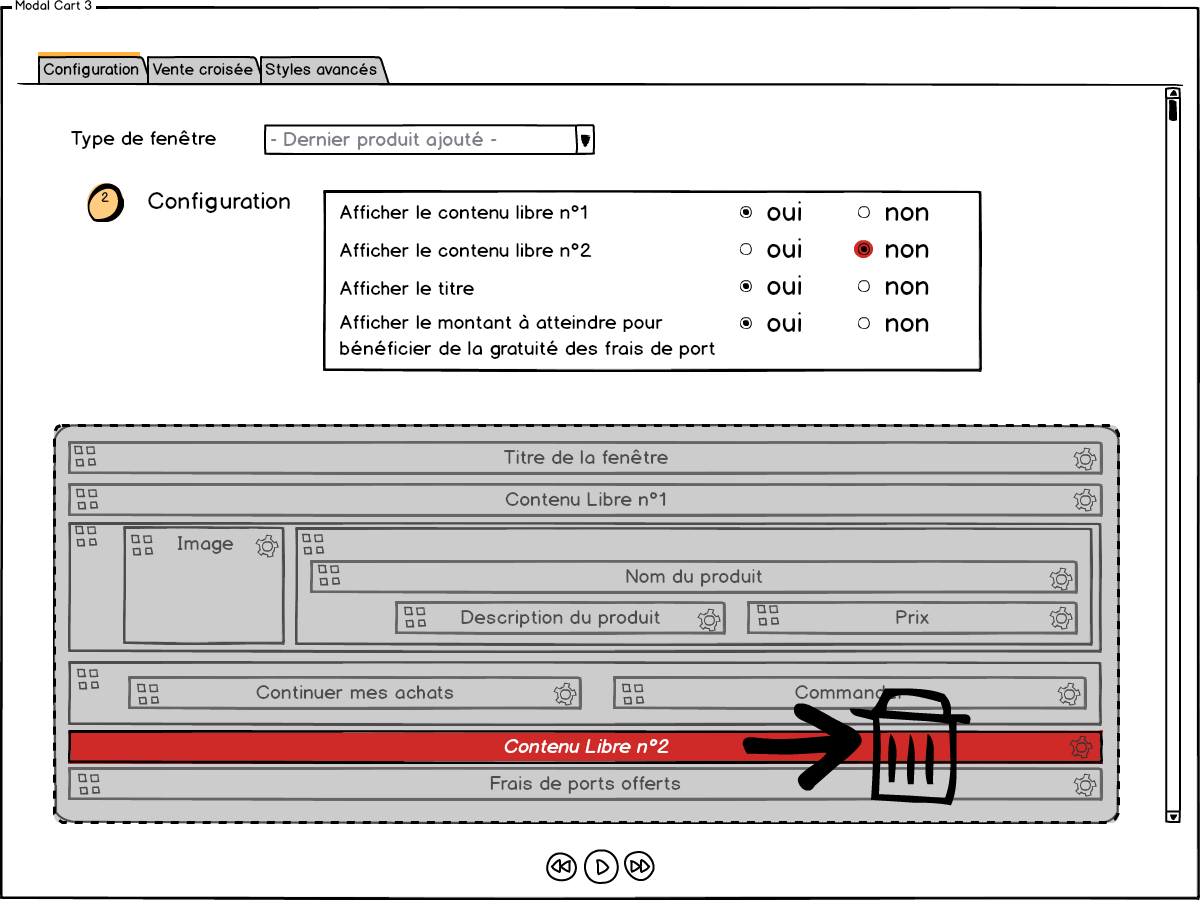 Modal Cart 3
Configuration Vente croisée Styles avancés
Type de fenêtre - Dernier produit ajouté -
2 Configuration
Afficher le contenu libre n°1 oui non
Afficher le contenu libre n°2 oui non
Afficher le titre oui non
Afficher le montant à atteindre pour
bénéficier de la gratuité des frais de port oui non
Titre de la fenêtre
Contenu Libre n°1
Image
Nom du produit
Description du produit Prix
Continuer mes achats Commander
Contenu Libre n°2
Frais de ports offerts